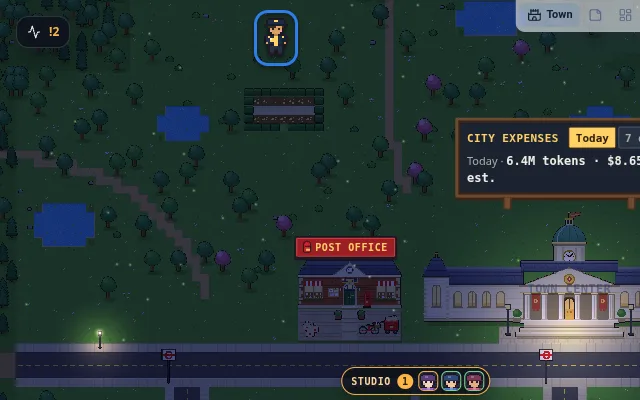 !2
Town
CITY EXPENSES Today 7
Today · 6.4M tokens · $8.65
est.
POST OFFICE
TOWN CENTER
STUDIO 1